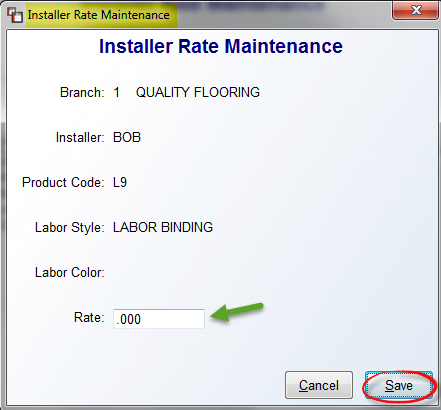 Installer Rate Maintenance
Installer Rate Maintenance
Branch: 1 QUALITY FLOORING
Installer: BOB
Product Code: L9
Labor Style: LABOR BINDING
Labor Color:
Rate: .000
Cancel Save